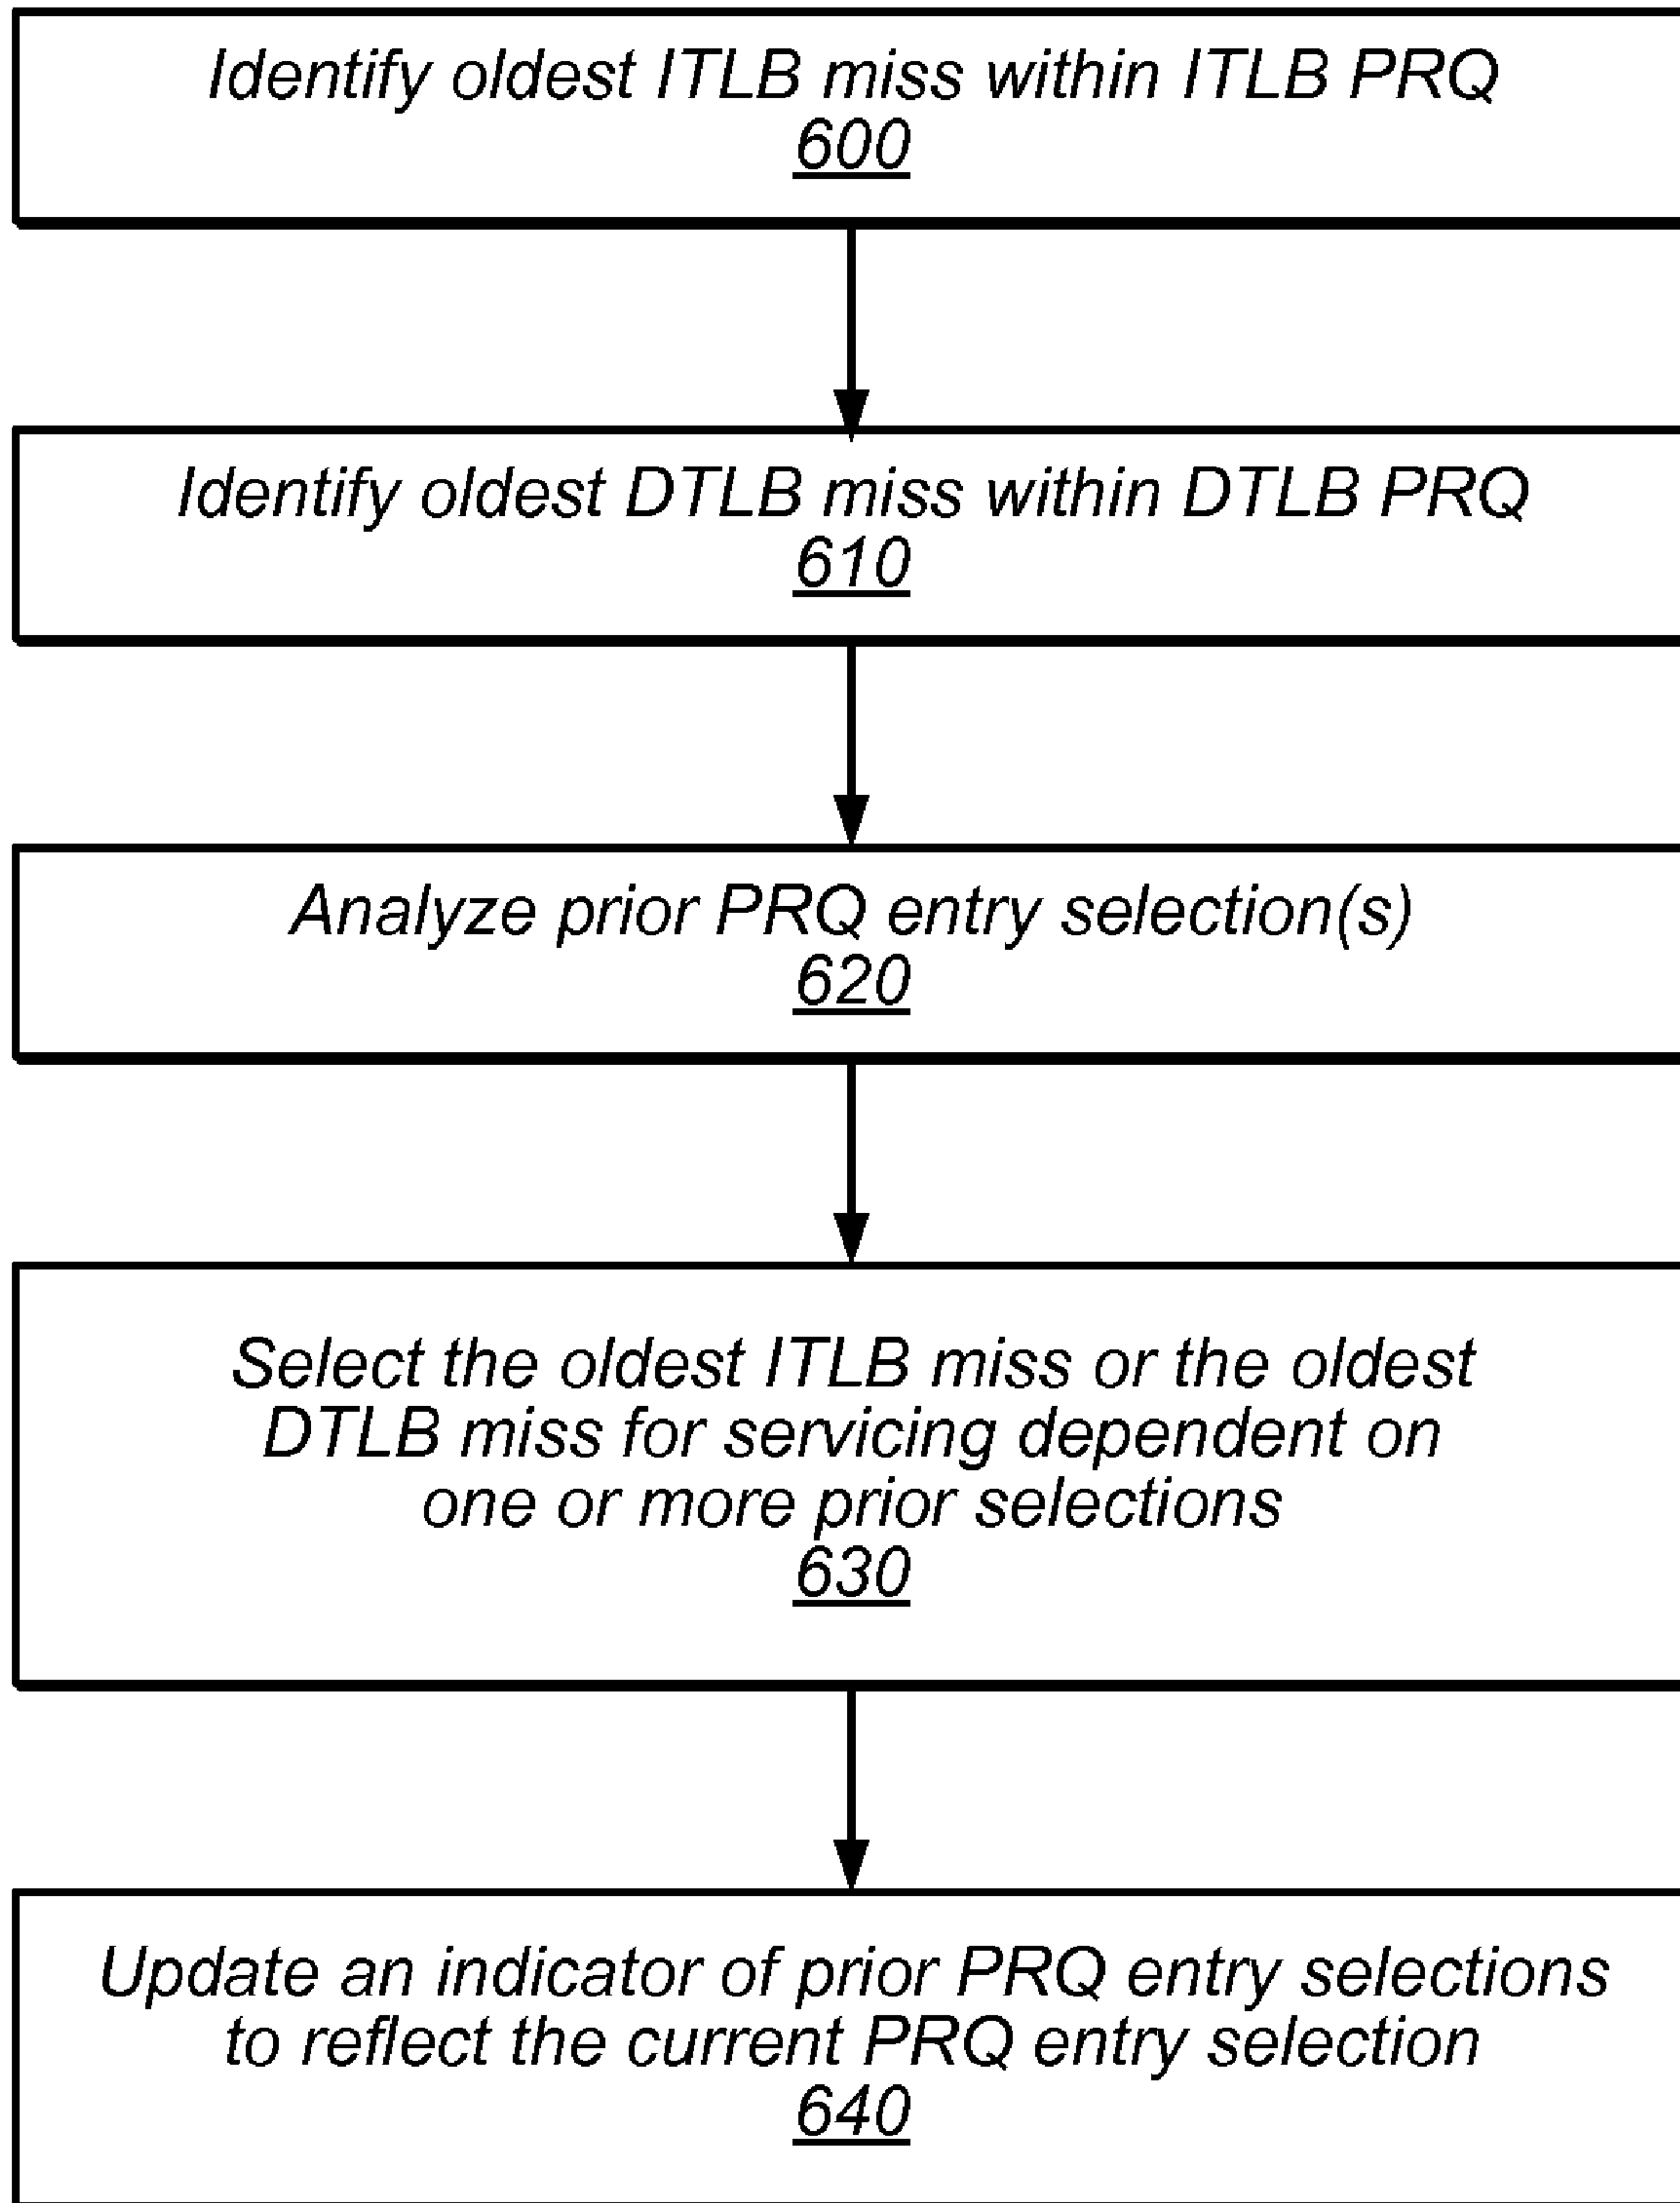 Identify oldest ITLB miss within ITLB PRQ
600
Identify oldest DTLB miss within DTLB PRQ
610
Analyze prior PRQ entry selection(s)
620
Select the oldest ITLB miss or the oldest
DTLB miss for servicing dependent on
one or more prior selections
630
Update an indicator of prior PRQ entry selections
to reflect the current PRQ entry selection
640